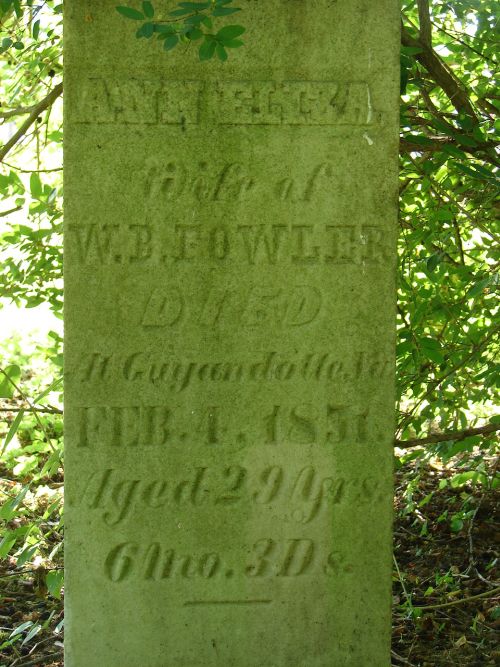 ANN ELIZA,
Wife of
W.B. FOWLER
DIED
At Guyandotte, Va
FEB. 4, 1851.
Aged 29 Yrs.
6 Mo. 3 Ds.